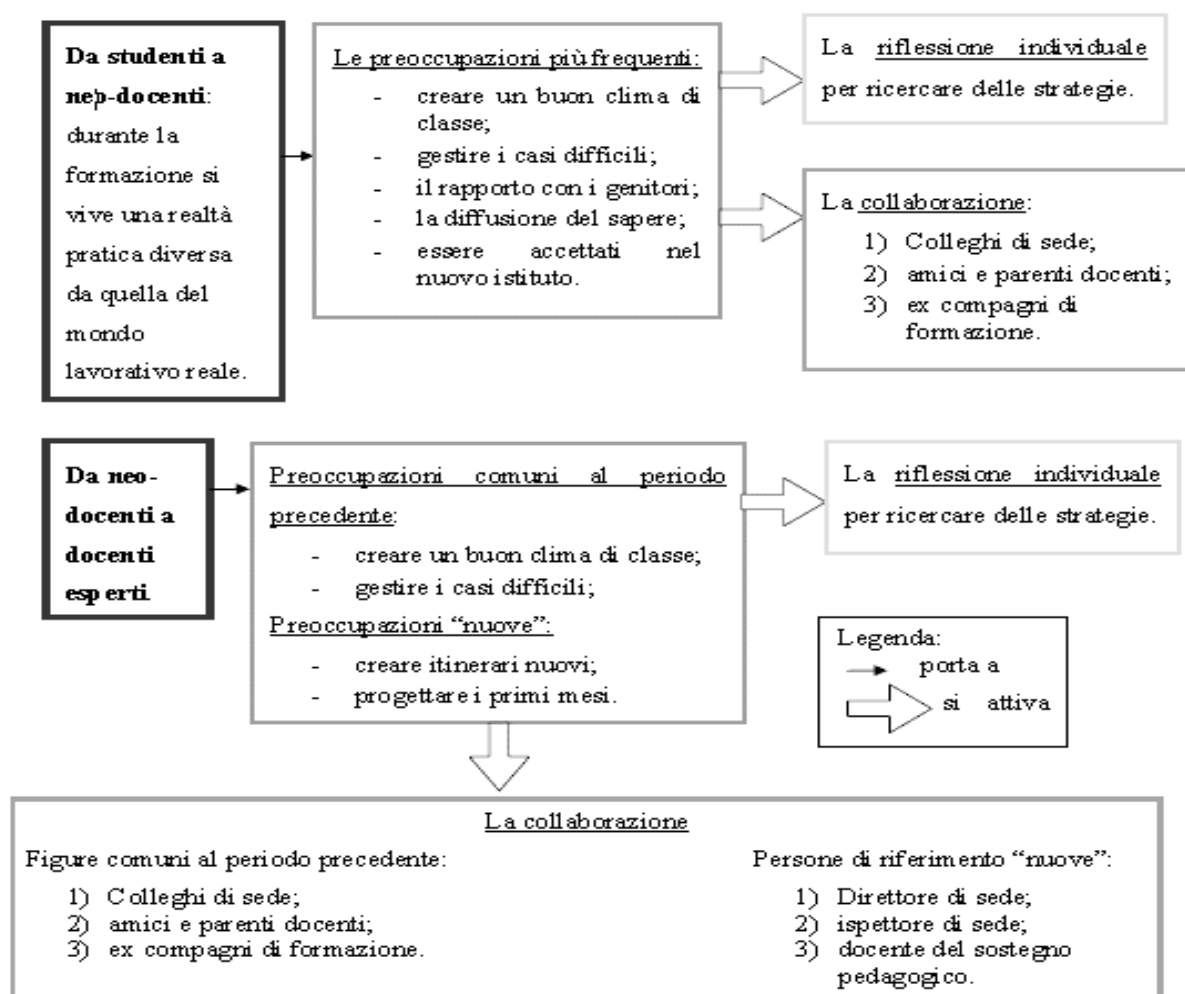 Da studenti a
neo-docenti:
durante la
formazione si
vive una realtà
pratica diversa
da quella del
mondo
lavorativo reale.
Le preoccupazioni più frequenti:
- creare un buon clima di
classe;
- gestire i casi difficili;
- il rapporto con i genitori;
- la diffusione del sapere;
- essere accettati nel
nuovo istituto.
La riflessione individuale
per ricercare delle strategie.
La collaborazione:
1) Colleghi di sede;
2) amici e parenti docenti;
3) ex compagni di
formazione.
Da neo-
docenti a
docenti
esperti
Preoccupazioni comuni al periodo
precedente:
- creare un buon clima di classe;
- gestire i casi difficili;
Preoccupazioni “nuove”:
- creare itinerari nuovi;
- progettare i primi mesi.
La riflessione individuale
per ricercare delle strategie.
Legenda:
porta a
si attiva
La collaborazione
Figure comuni al periodo precedente:
1) Colleghi di sede;
2) amici e parenti docenti;
3) ex compagni di formazione.
Persone di riferimento “nuove”:
1) Direttore di sede;
2) ispettore di sede;
3) docente del sostegno
pedagogico.